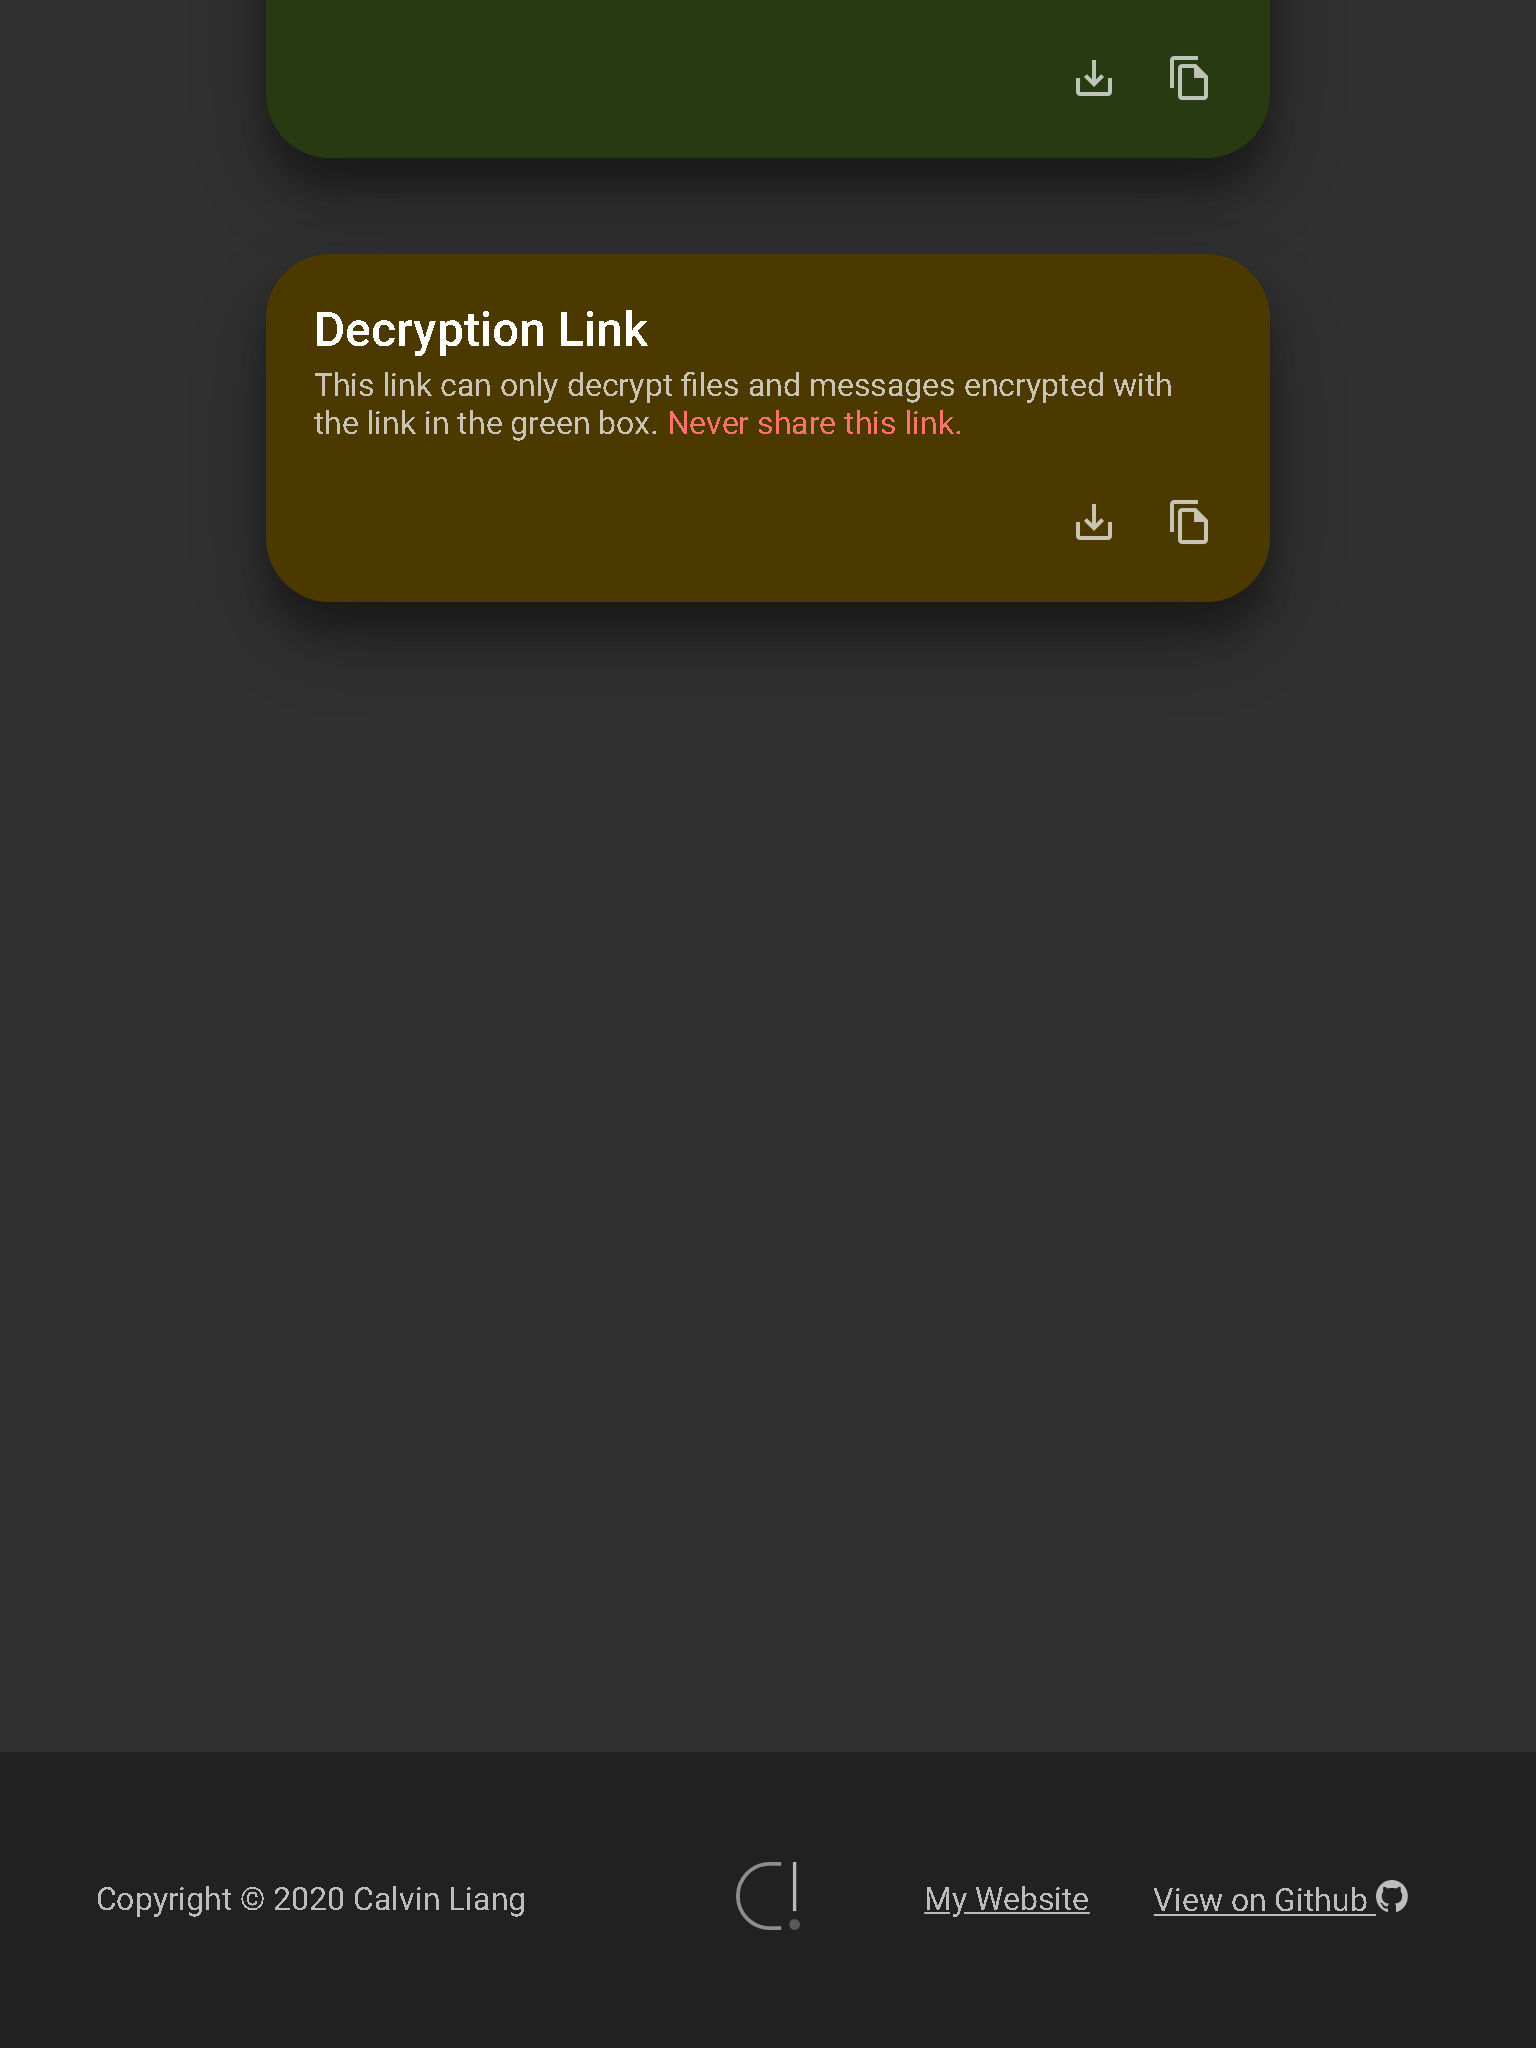 Decryption Link
This link can only decrypt files and messages encrypted with
the link in the green box. Never share this link.
Copyright © 2020 Calvin Liang
My Website
View on Github